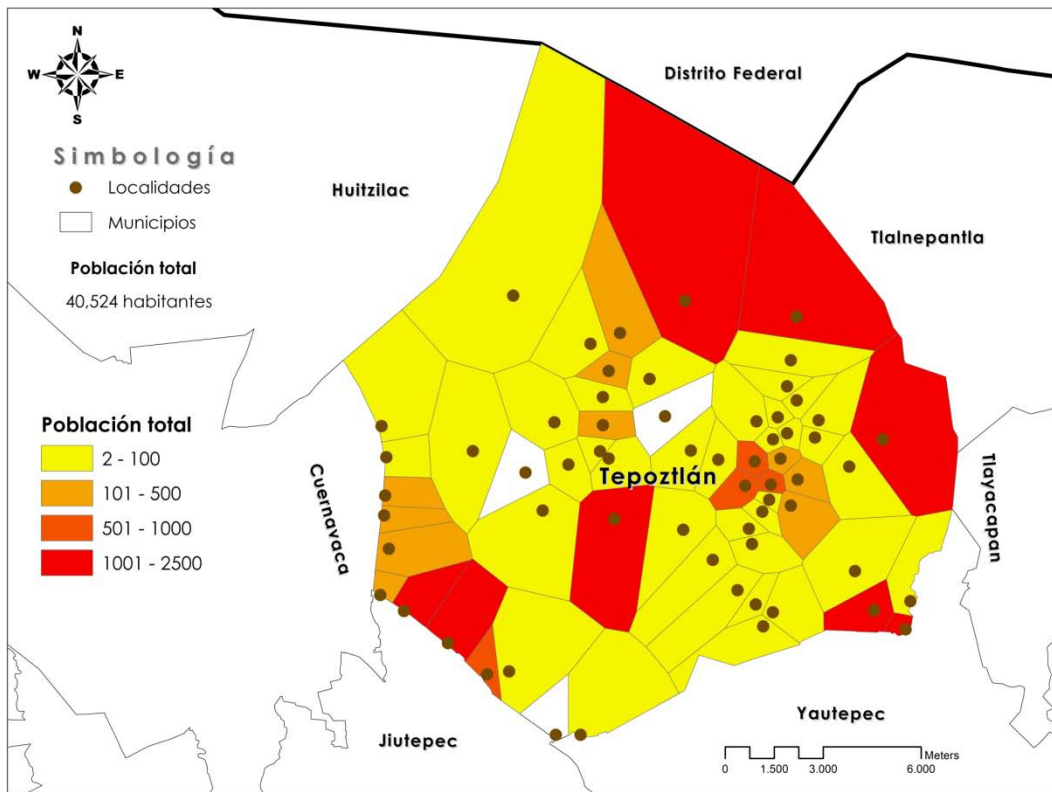 N
W E
S
Simbología
Localidades
Municipios
Población total
40,524 habitantes
Población total
2 - 100
101 - 500
501 - 1000
1001 - 2500
Distrito Federal
Huitzilac
Tlalnepantla
Tepoztlán
Cuernavaca
Tlayacapan
Jiutepec
Yautepec
Meters
0 1.500 3.000 6.000